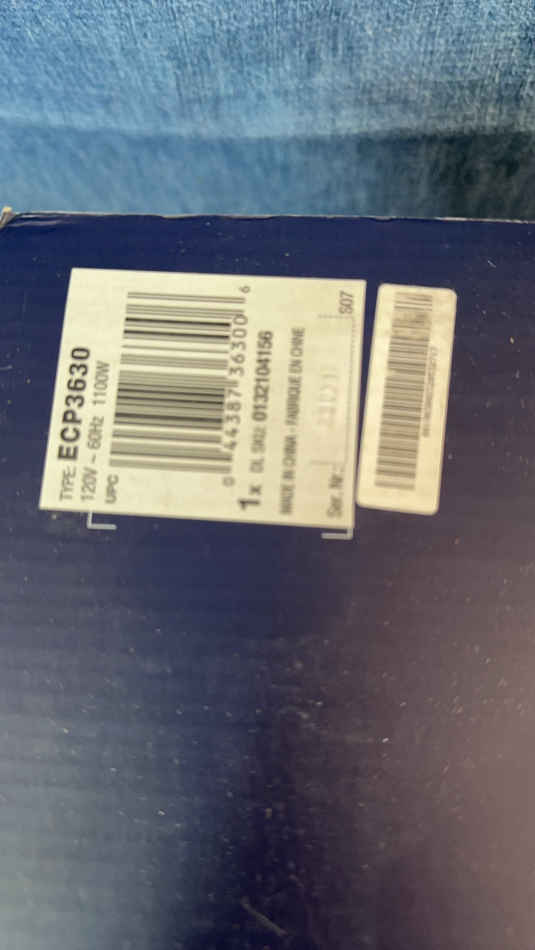 TYPE ECP3630
120V ~ 60Hz 1100W
UPC
0 44387 36300 6
1x DL SKU: 0132104156
MADE IN CHINA - FABRIQUÉ EN CHINE
Ser. Nr.:
S07